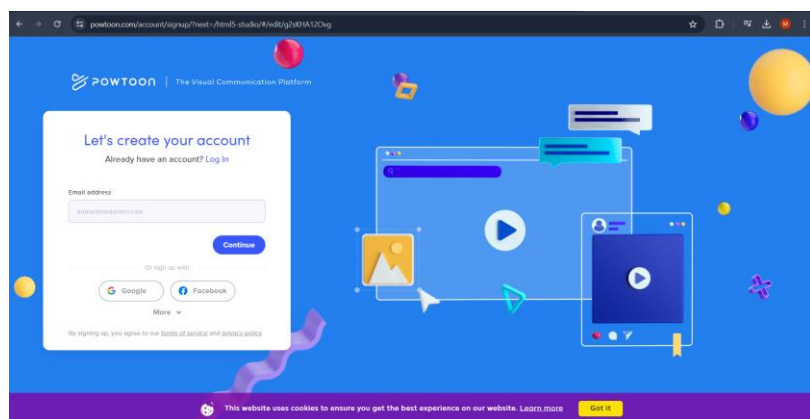 powtoon.com/account/signup/?next=/html5-studio/#/edit/
POWTOON | The Visual Communication Platform
Let's create your account
Already have an account? Log In
Email address
Continue
Or sign up with
Google
Facebook
More
By signing up, you agree to our terms of service and privacy policy
This website uses cookies to ensure you get the best experience on our website. Learn more
Got it